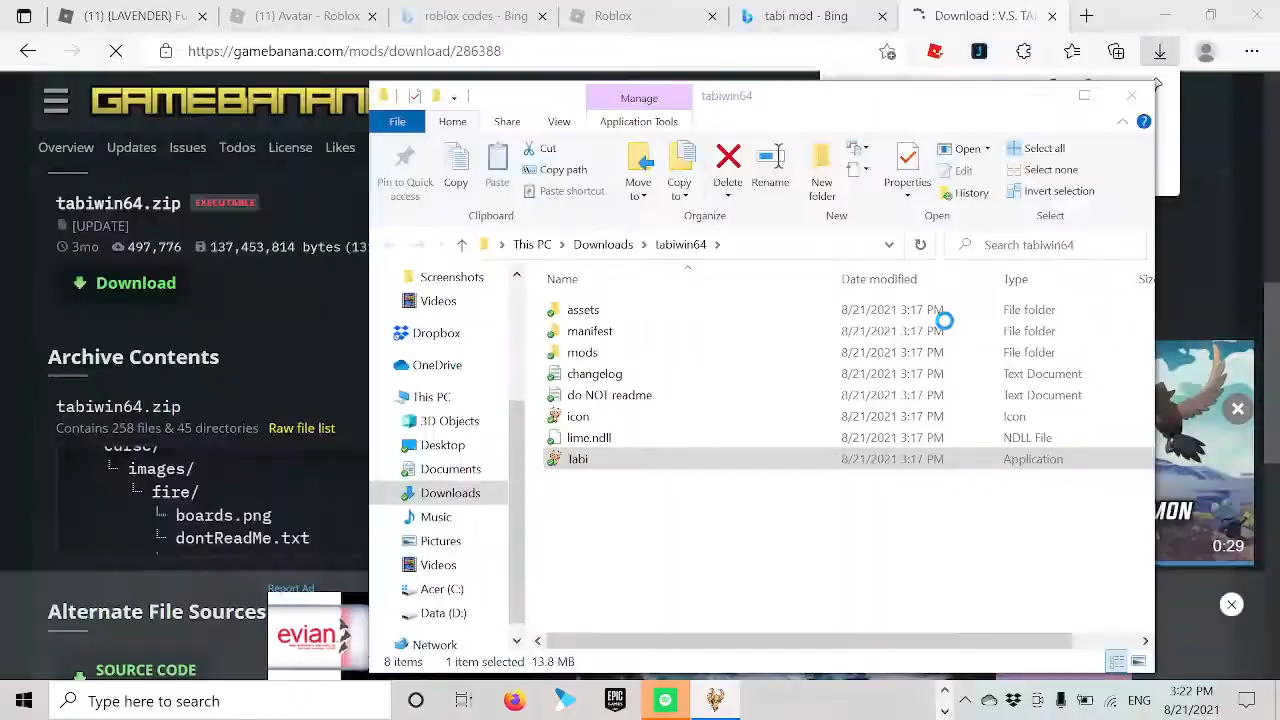 (11) [LAVENDER]
(11) Avatar - Roblox
roblox codes - Bing
Roblox
tabi mod - Bing
Download : V.S. TAB
https://gamebanana.com/mods/download/286388
GAMEBANAN
Overview
Updates
Issues
Todos
License
Likes
tabiwin64.zip
EXECUTABLE
[UPDATE]
3mo
497,776
137,453,814 bytes (13
Download
Archive Contents
tabiwin64.zip
Contains 258 files & 45 directories
Raw file list
images/
fire/
boards.png
dontReadMe.txt
Report Ad
Alternate File Sources
evian
SOURCE CODE
Manage
tabiwin64
File
Home
Share
View
Application Tools
Pin to Quick access
Copy
Paste
Cut
Copy path
Paste shortcut
Clipboard
Move to
Copy to
Delete
Rename
Organize
New folder
New
Properties
Open
Edit
History
Open
Select all
Select none
Invert selection
Select
This PC
Downloads
tabiwin64
Search tabiwin64
Screenshots
Videos
Dropbox
OneDrive
This PC
3D Objects
Desktop
Documents
Downloads
Music
Pictures
Videos
Acer (C:)
Data (D:)
Network
Name
Date modified
Type
Siz
assets 8/21/2021 3:17 PM File folder
manifest 8/21/2021 3:17 PM File folder
mods 8/21/2021 3:17 PM File folder
changelog 8/21/2021 3:17 PM Text Document
do NOT readme 8/21/2021 3:17 PM Text Document
icon 8/21/2021 3:17 PM Icon
lime.ndll 8/21/2021 3:17 PM NDLL File
Tabi 8/21/2021 3:17 PM Application
8 items
1 item selected 13.8 MB
MON
0:29
Type here to search
EPIC GAMES
ENG
3:22 PM
8/21/2021